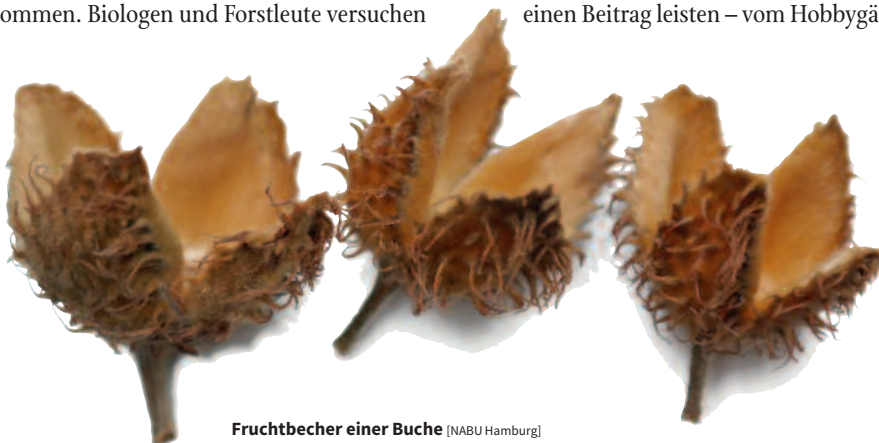 ommen. Biologen und Forstleute versuchen
einen Beitrag leisten – vom Hobbygä
Fruchtbecher einer Buche [NABU Hamburg]